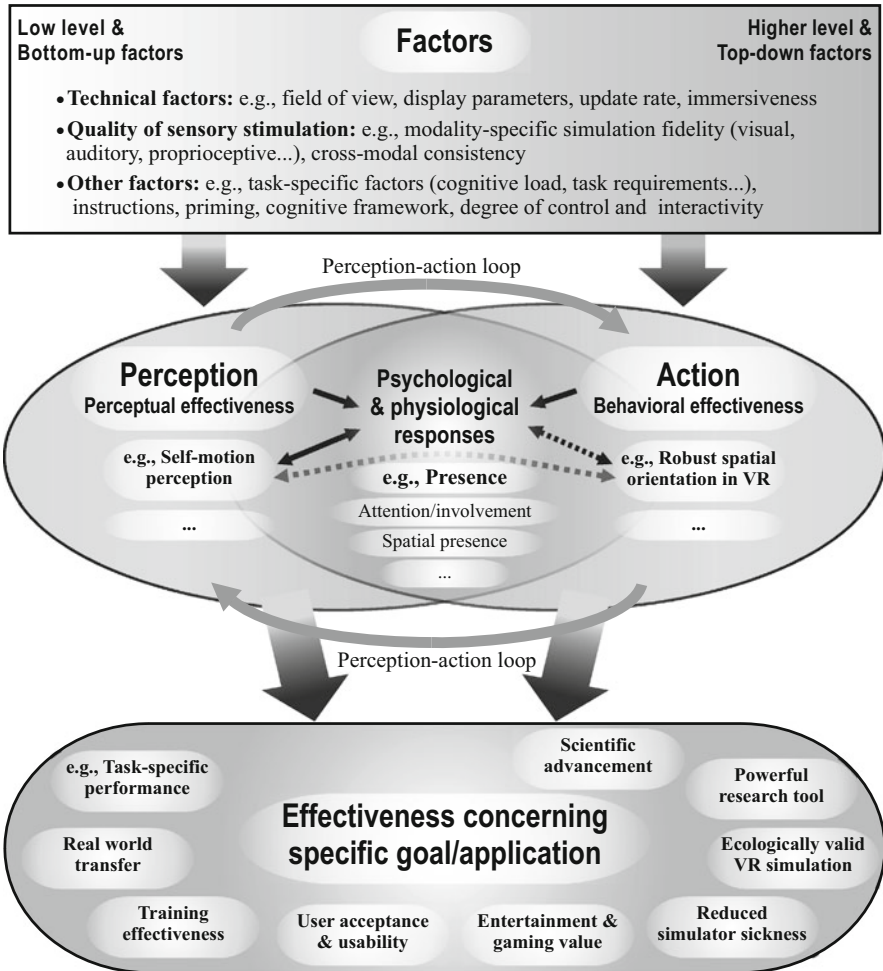 Low level &
Bottom-up factors
Factors
Higher level &
Top-down factors
• Technical factors: e.g., field of view, display parameters, update rate, immersiveness
• Quality of sensory stimulation: e.g., modality-specific simulation fidelity (visual,
auditory, proprioceptive...), cross-modal consistency
• Other factors: e.g., task-specific factors (cognitive load, task requirements...),
instructions, priming, cognitive framework, degree of control and interactivity
Perception-action loop
Perception
Perceptual effectiveness
e.g., Self-motion
perception
...
Psychological
& physiological
responses
e.g., Presence
Attention/involvement
Spatial presence
...
Action
Behavioral effectiveness
e.g., Robust spatial
orientation in VR
...
Perception-action loop
e.g., Task-specific
performance
Scientific
advancement
Powerful
research tool
Effectiveness concerning
specific goal/application
Real world
transfer
Ecologically valid
VR simulation
Training
effectiveness
User acceptance
& usability
Entertainment &
gaming value
Reduced
simulator sickness